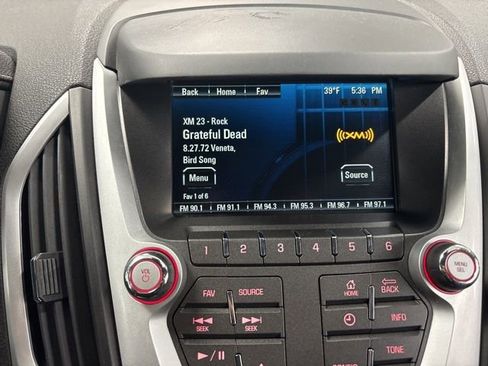 Back Home Fav 39°F 5:36 PM
XM 23 - Rock
Grateful Dead
8.27.72 Veneta,
Bird Song
((XM))
Menu Source
Fav 1 of 6
FM 90.1 FM 91.1 FM 94.3 FM 95.3 FM 96.7 FM 97.1
1 2 3 4 5 6
VOL
MENU
SEL
FAV SOURCE HOME BACK
SEEK SEEK INFO
XM TONE